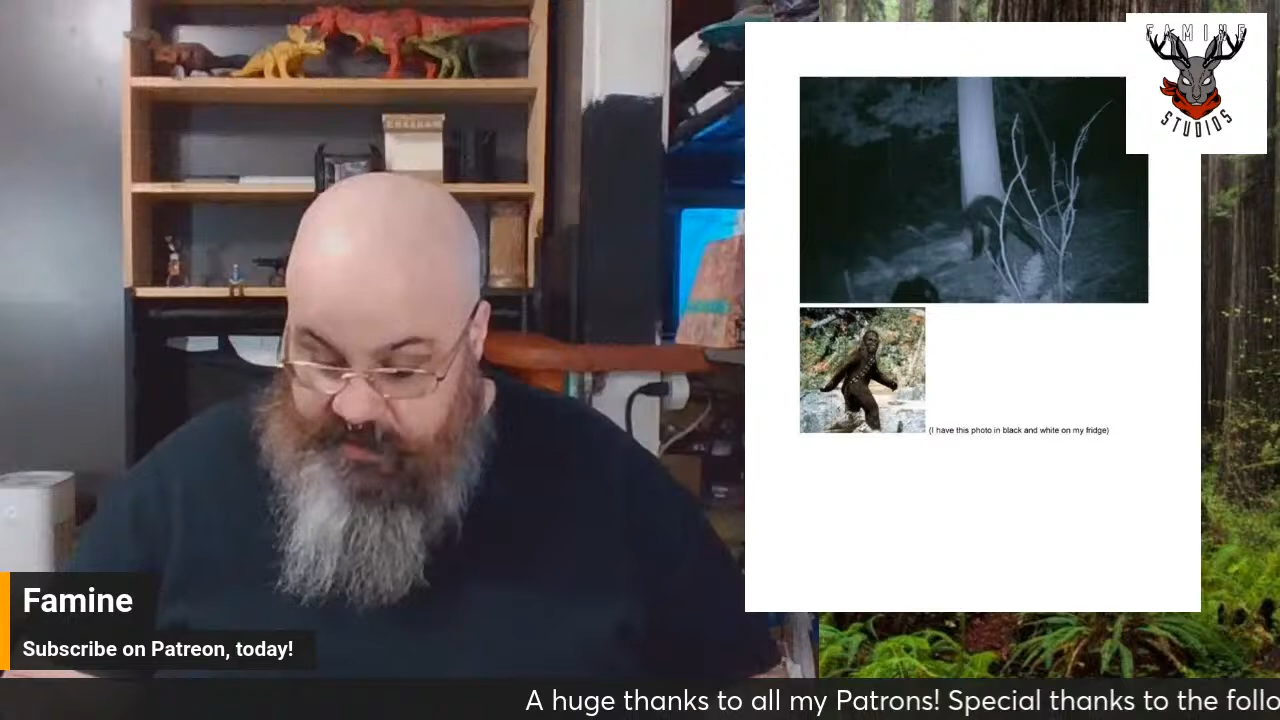 FAMINE
STUDIOS
(I have this photo in black and white on my fridge)
Famine
Subscribe on Patreon, today!
A huge thanks to all my Patrons! Special thanks to the follo